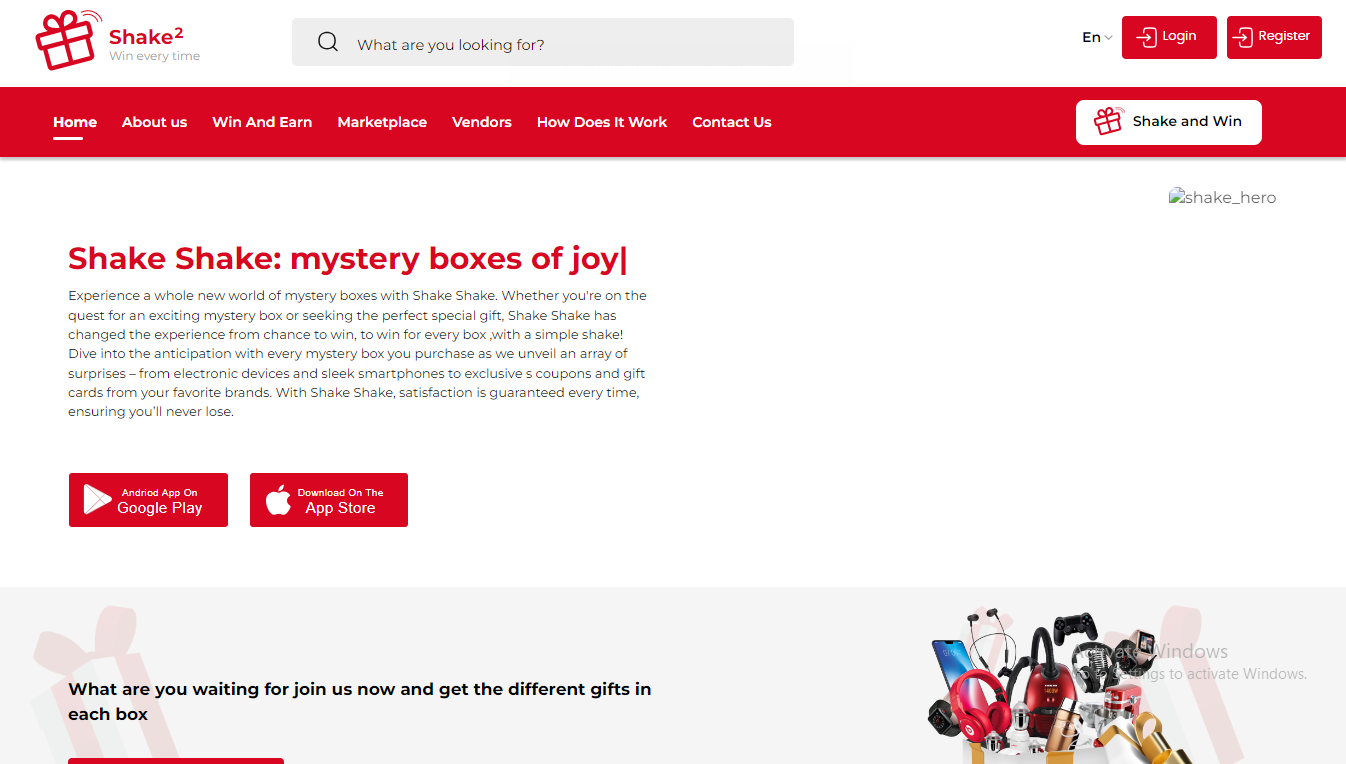 Shake²
Win every time
What are you looking for?
En
Login
Register
Home
About us
Win And Earn
Marketplace
Vendors
How Does It Work
Contact Us
Shake and Win
shake_hero
Shake Shake: mystery boxes of joy|
Experience a whole new world of mystery boxes with Shake Shake. Whether you're on the
quest for an exciting mystery box or seeking the perfect special gift, Shake Shake has
changed the experience from chance to win, to win for every box ,with a simple shake!
Dive into the anticipation with every mystery box you purchase as we unveil an array of
surprises – from electronic devices and sleek smartphones to exclusive s coupons and gift
cards from your favorite brands. With Shake Shake, satisfaction is guaranteed every time,
ensuring you’ll never lose.
Andriod App On
Google Play
Download On The
App Store
What are you waiting for join us now and get the different gifts in
each box
Activate Windows
Go to Settings to activate Windows.